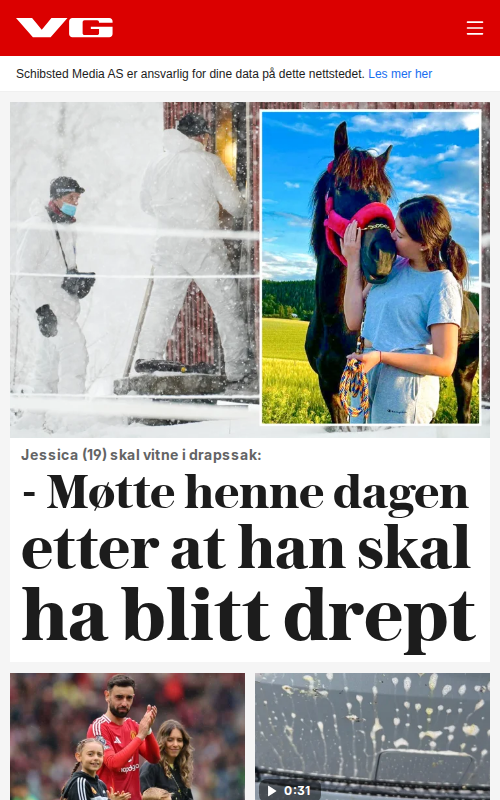 VG
Schibsted Media AS er ansvarlig for dine data på dette nettstedet. Les mer her
Jessica (19) skal vitne i drapssak:
- Møtte henne dagen
etter at han skal
ha blitt drept
0:31